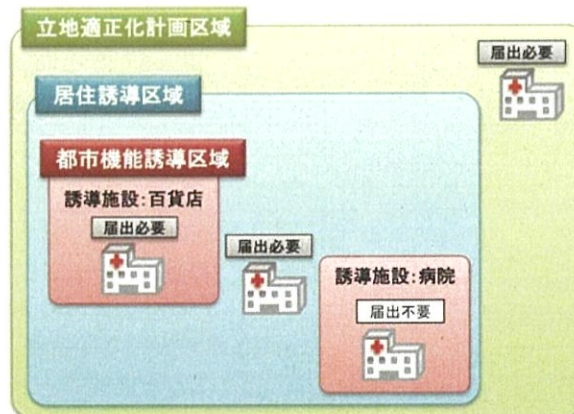 立地適正化計画区域
届出必要
居住誘導区域
都市機能誘導区域
誘導施設:百貨店
届出必要
届出必要
誘導施設:病院
届出不要